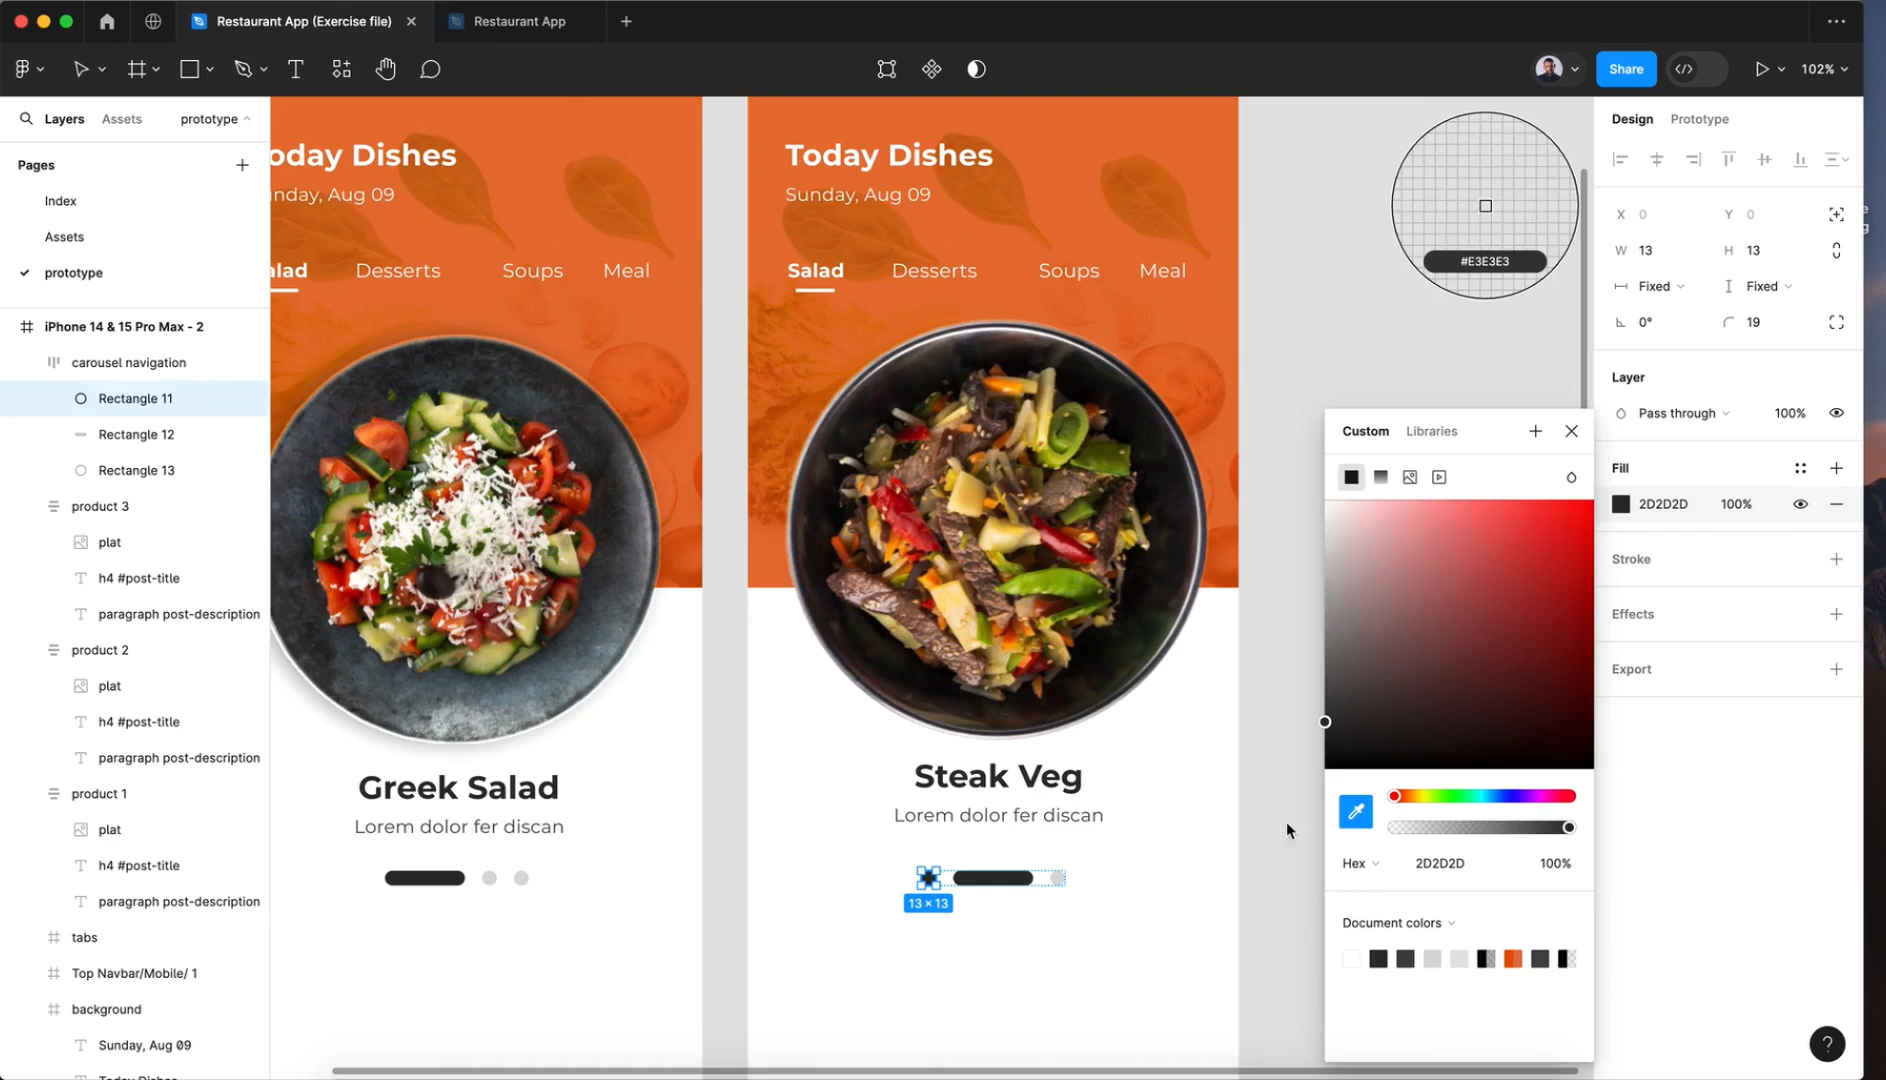 Restaurant App (Exercise file)
Restaurant App
Share
102%
Layers
Assets
prototype
Pages
Index
Assets
prototype
iPhone 14 & 15 Pro Max - 2
carousel navigation
Rectangle 11
Rectangle 12
Rectangle 13
product 3
plat
h4 #post-title
paragraph post-description
product 2
plat
h4 #post-title
paragraph post-description
product 1
plat
h4 #post-title
paragraph post-description
tabs
Top Navbar/Mobile/ 1
background
Sunday, Aug 09
Today Dishes
oday Dishes
nday, Aug 09
alad Desserts Soups Meal
Greek Salad
Lorem dolor fer discan
Today Dishes
Sunday, Aug 09
Salad Desserts Soups Meal
Steak Veg
Lorem dolor fer discan
13 × 13
#E3E3E3
Custom Libraries
Hex 2D2D2D 100%
Document colors
Design Prototype
X 0 Y 0
W 13 H 13
Fixed Fixed
0° 19
Layer
Pass through 100%
Fill
2D2D2D 100%
Stroke
Effects
Export
?